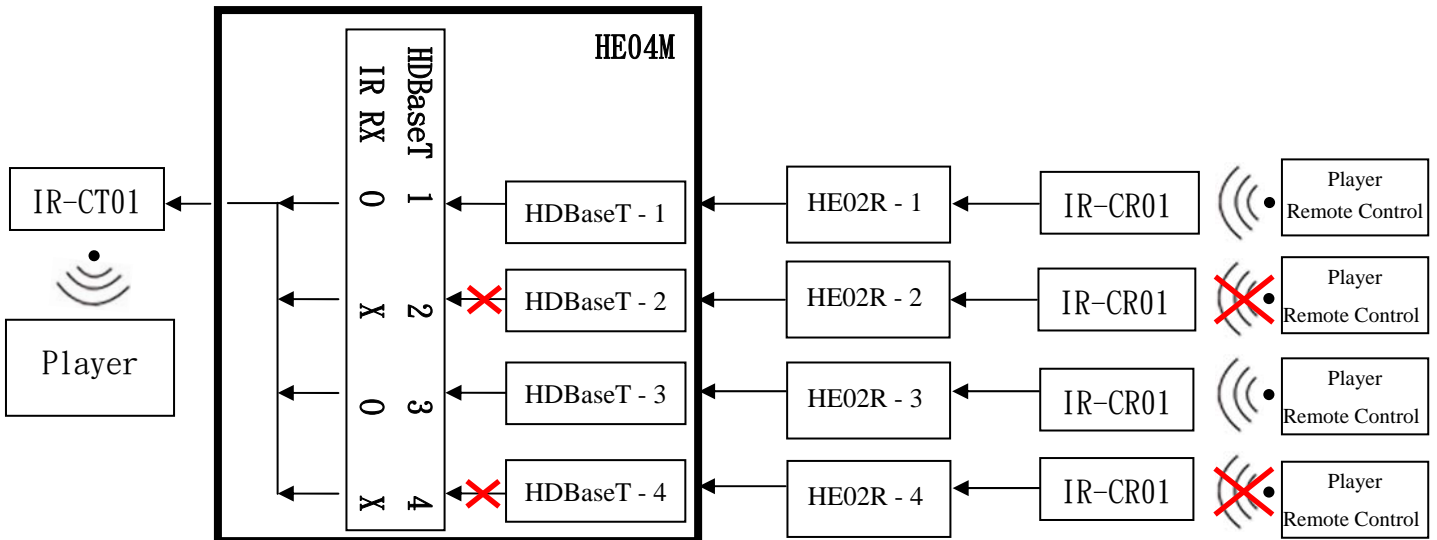 HE04M
HDBaseT 1 2 3 4
IR RX O X O X
IR-CT01
Player
HDBaseT - 1
HE02R - 1
IR-CR01
Player
Remote Control
HDBaseT - 2
HE02R - 2
IR-CR01
Player
Remote Control
HDBaseT - 3
HE02R - 3
IR-CR01
Player
Remote Control
HDBaseT - 4
HE02R - 4
IR-CR01
Player
Remote Control